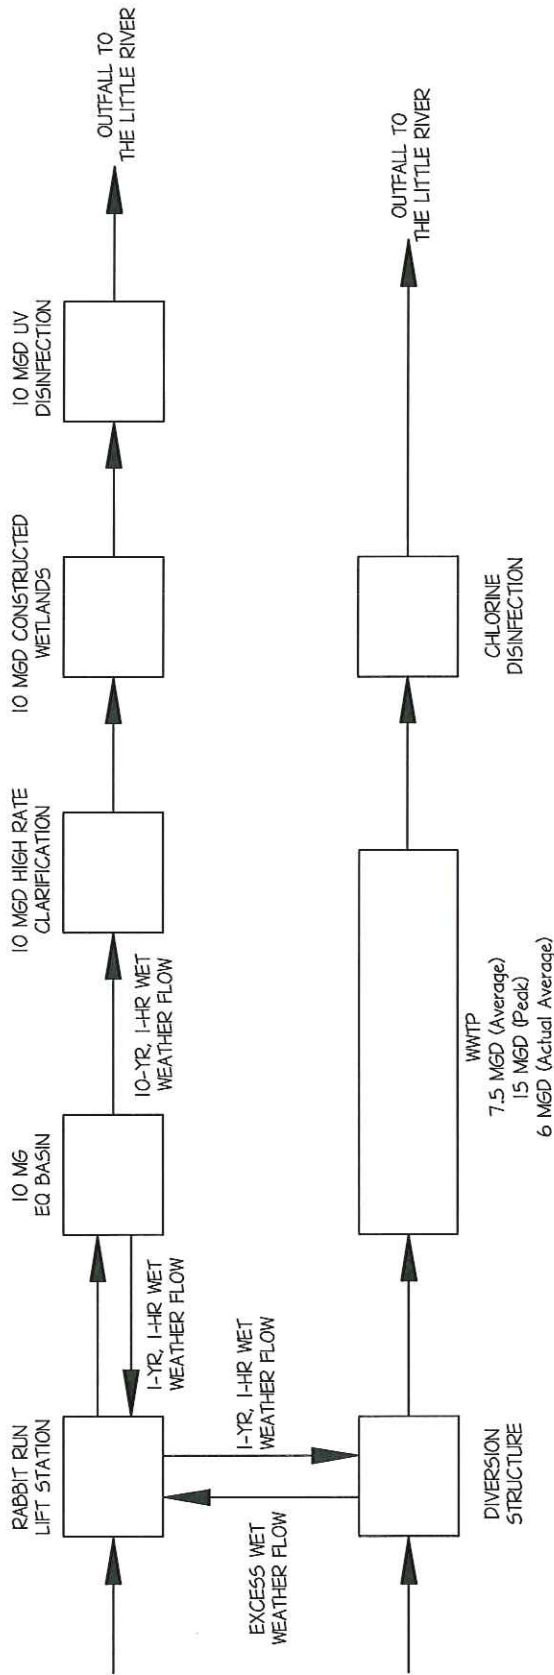 RABBIT RUN
LIFT STATION
10 MG
EQ BASIN
10 MGD HIGH RATE
CLARIFICATION
10 MGD CONSTRUCTED
WETLANDS
10 MGD UV
DISINFECTION
OUTFALL TO
THE LITTLE RIVER
1-YR, 1-HR WET
WEATHER FLOW
10-YR, 1-HR WET
WEATHER FLOW
EXCESS WET
WEATHER FLOW
1-YR, 1-HR WET
WEATHER FLOW
DIVERSION
STRUCTURE
WWTP
7.5 MGD (Average)
15 MGD (Peak)
6 MGD (Actual Average)
CHLORINE
DISINFECTION
OUTFALL TO
THE LITTLE RIVER